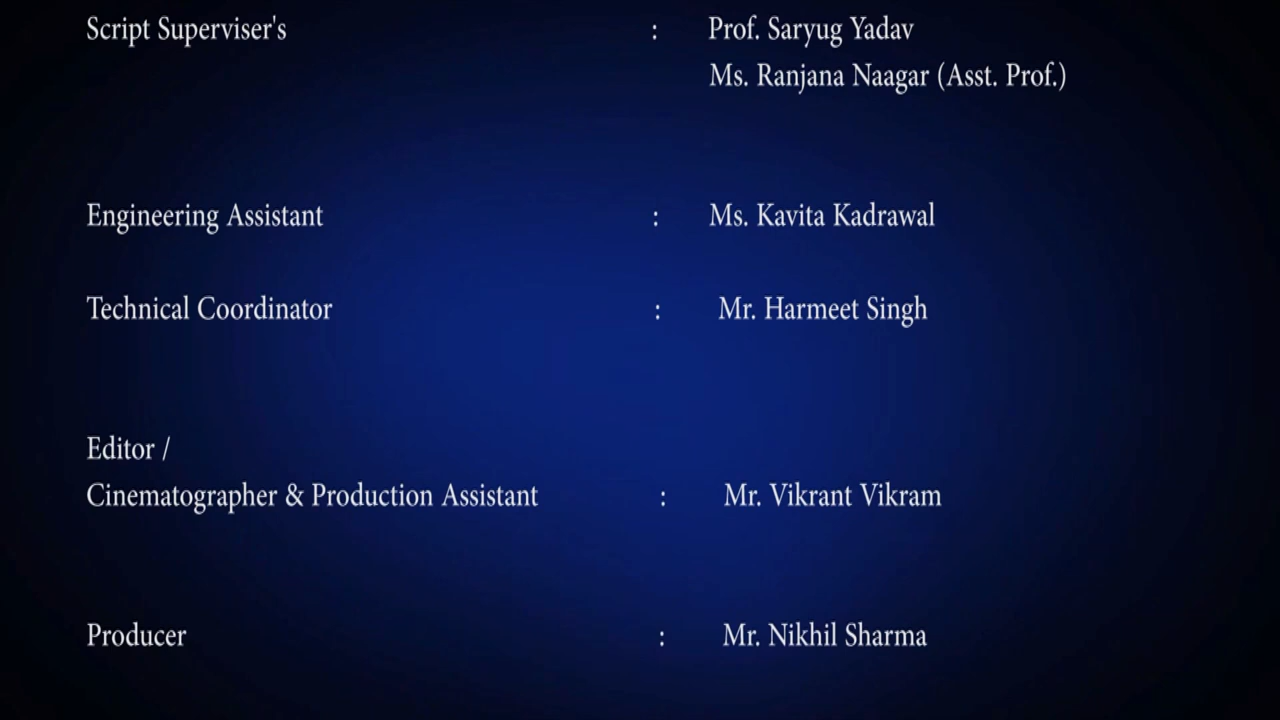 Script Superviser's : Prof. Saryug Yadav
Ms. Ranjana Naagar (Asst. Prof.)
Engineering Assistant : Ms. Kavita Kadrawal
Technical Coordinator : Mr. Harmeet Singh
Editor /
Cinematographer & Production Assistant : Mr. Vikrant Vikram
Producer : Mr. Nikhil Sharma